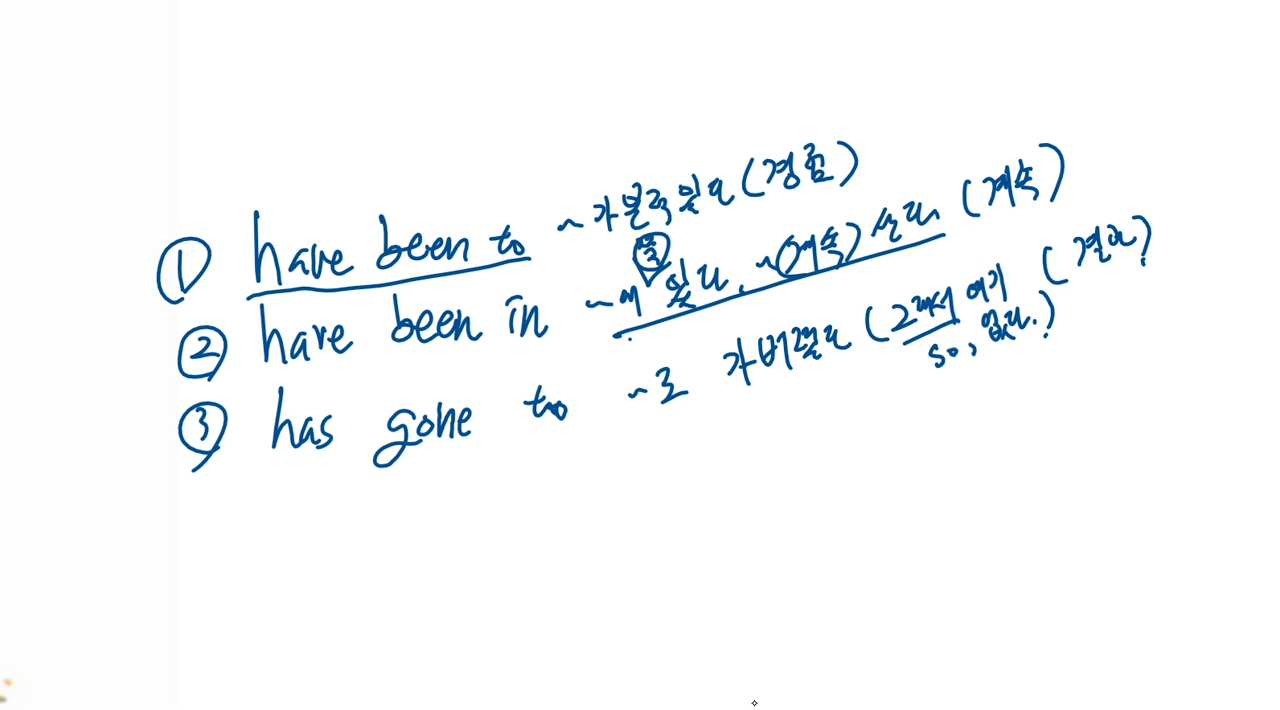 ① have been to ~가본적 있다 (경험)
② have been in ~에 쭉 있다, ~(계속) 살다 (계속)
③ has gone to ~로 가버렸다 (그래서 여기 (결과)
so, 없다.)